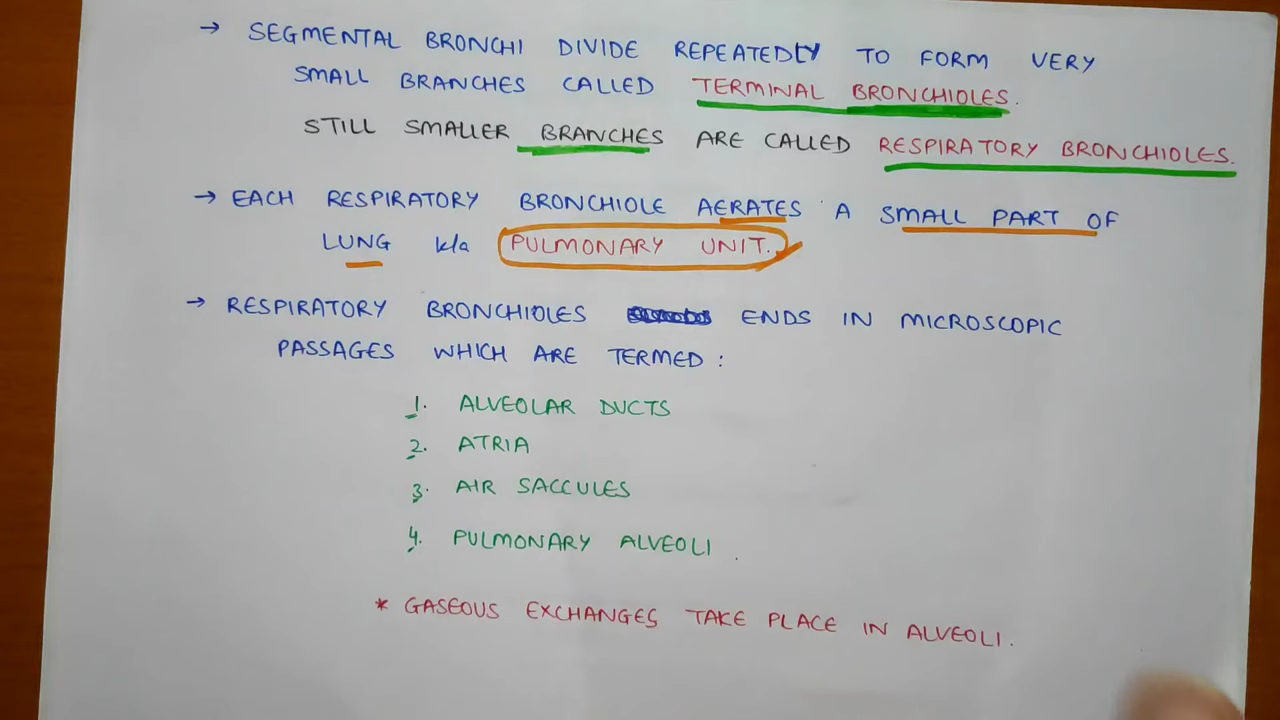 → SEGMENTAL BRONCHI DIVIDE REPEATEDLY TO FORM VERY
SMALL BRANCHES CALLED TERMINAL BRONCHIOLES.
STILL SMALLER BRANCHES ARE CALLED RESPIRATORY BRONCHIOLES.
→ EACH RESPIRATORY BRONCHIOLE AERATES A SMALL PART OF
LUNG k/a PULMONARY UNIT.
→ RESPIRATORY BRONCHIOLES ENDS IN MICROSCOPIC
PASSAGES WHICH ARE TERMED :
1. ALVEOLAR DUCTS
2. ATRIA
3. AIR SACCULES
4. PULMONARY ALVEOLI .
* GASEOUS EXCHANGES TAKE PLACE IN ALVEOLI.